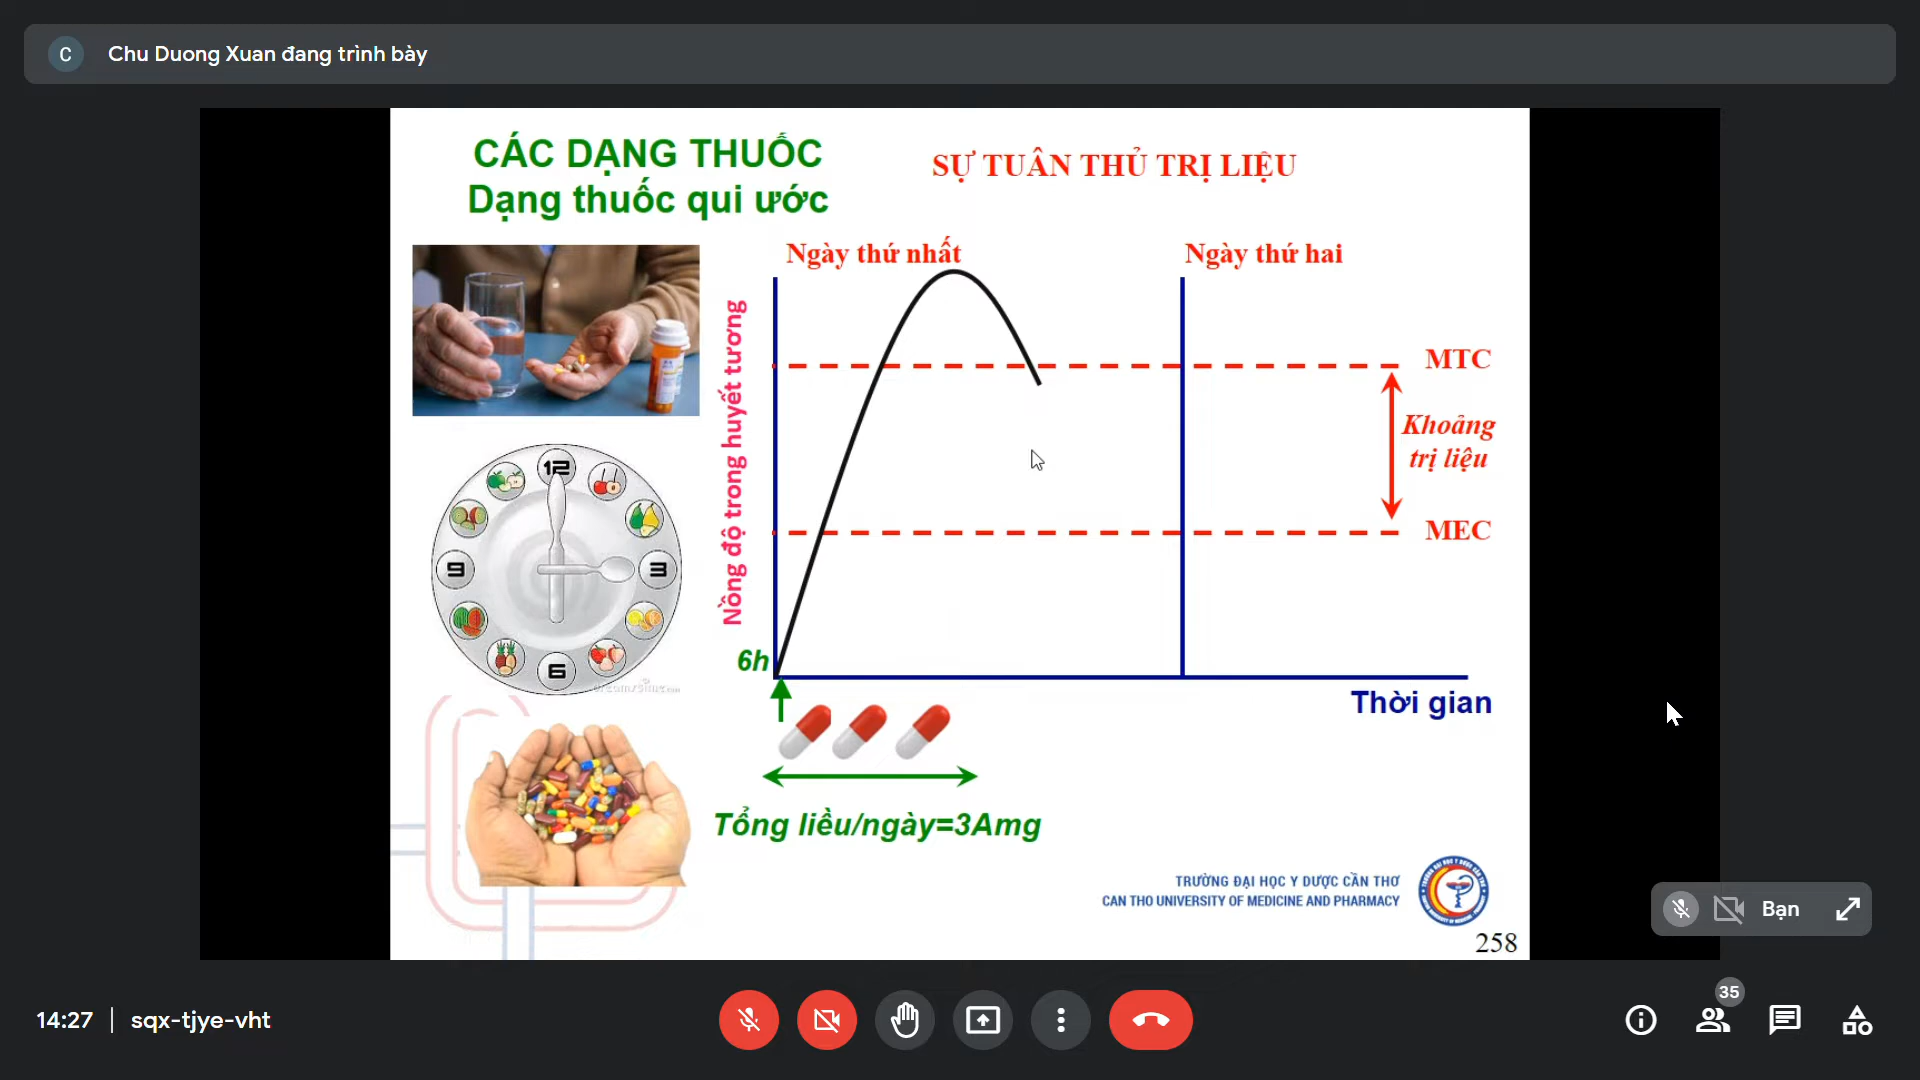 C
Chu Duong Xuan đang trình bày
CÁC DẠNG THUỐC
Dạng thuốc qui ước
SỰ TUÂN THỦ TRỊ LIỆU
Ngày thứ nhất
Ngày thứ hai
Nồng độ trong huyết tương
MTC
Khoảng
trị liệu
MEC
12
3
6
9
6h
Thời gian
Tổng liều/ngày=3Amg
TRƯỜNG ĐẠI HỌC Y DƯỢC CẦN THƠ
CAN THO UNIVERSITY OF MEDICINE AND PHARMACY
258
Bạn
14:27
sqx-tjye-vht
35